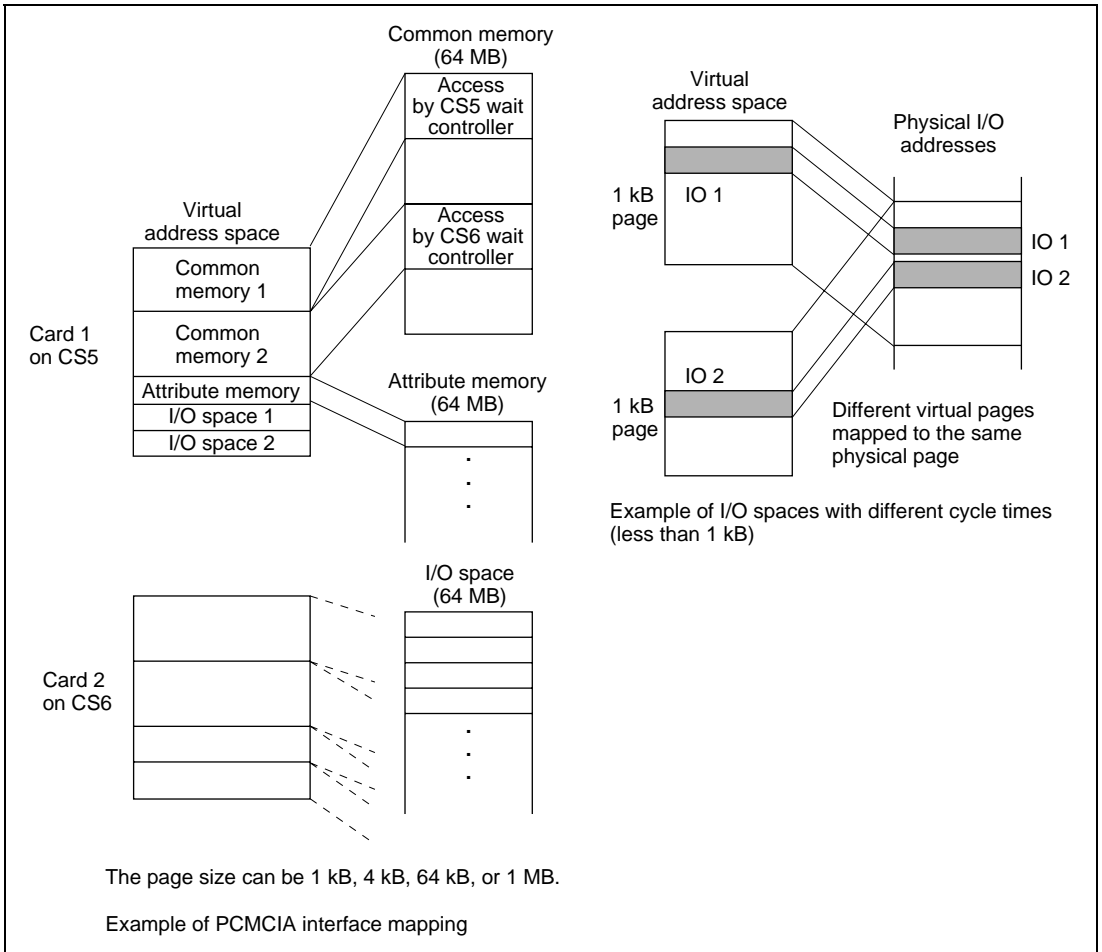 Common memory
(64 MB)
Access
by CS5 wait
controller
Access
by CS6 wait
controller
Virtual
address space
Common
memory 1
Common
memory 2
Attribute memory
I/O space 1
I/O space 2
Card 1
on CS5
Attribute memory
(64 MB)
.
.
.
Card 2
on CS6
I/O space
(64 MB)
.
.
.
Virtual
address space
Physical I/O
addresses
1 kB
page
IO 1
IO 1
IO 2
IO 2
1 kB
page
Different virtual pages
mapped to the same
physical page
Example of I/O spaces with different cycle times
(less than 1 kB)
The page size can be 1 kB, 4 kB, 64 kB, or 1 MB.
Example of PCMCIA interface mapping